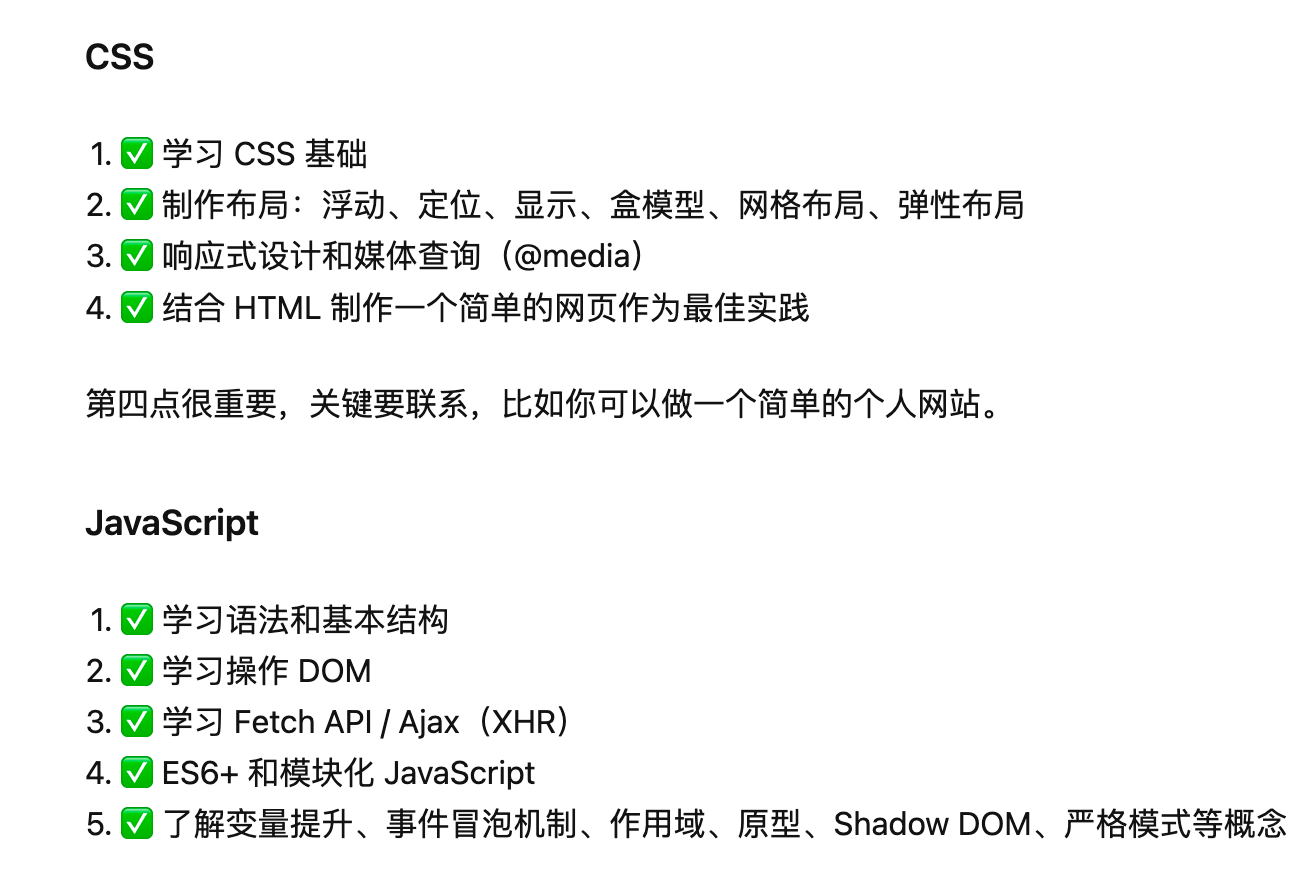 CSS
1. ✅ 学习 CSS 基础
2. ✅ 制作布局：浮动、定位、显示、盒模型、网格布局、弹性布局
3. ✅ 响应式设计和媒体查询（@media）
4. ✅ 结合 HTML 制作一个简单的网页作为最佳实践
第四点很重要，关键要联系，比如你可以做一个简单的个人网站。
JavaScript
1. ✅ 学习语法和基本结构
2. ✅ 学习操作 DOM
3. ✅ 学习 Fetch API / Ajax（XHR）
4. ✅ ES6+ 和模块化 JavaScript
5. ✅ 了解变量提升、事件冒泡机制、作用域、原型、Shadow DOM、严格模式等概念